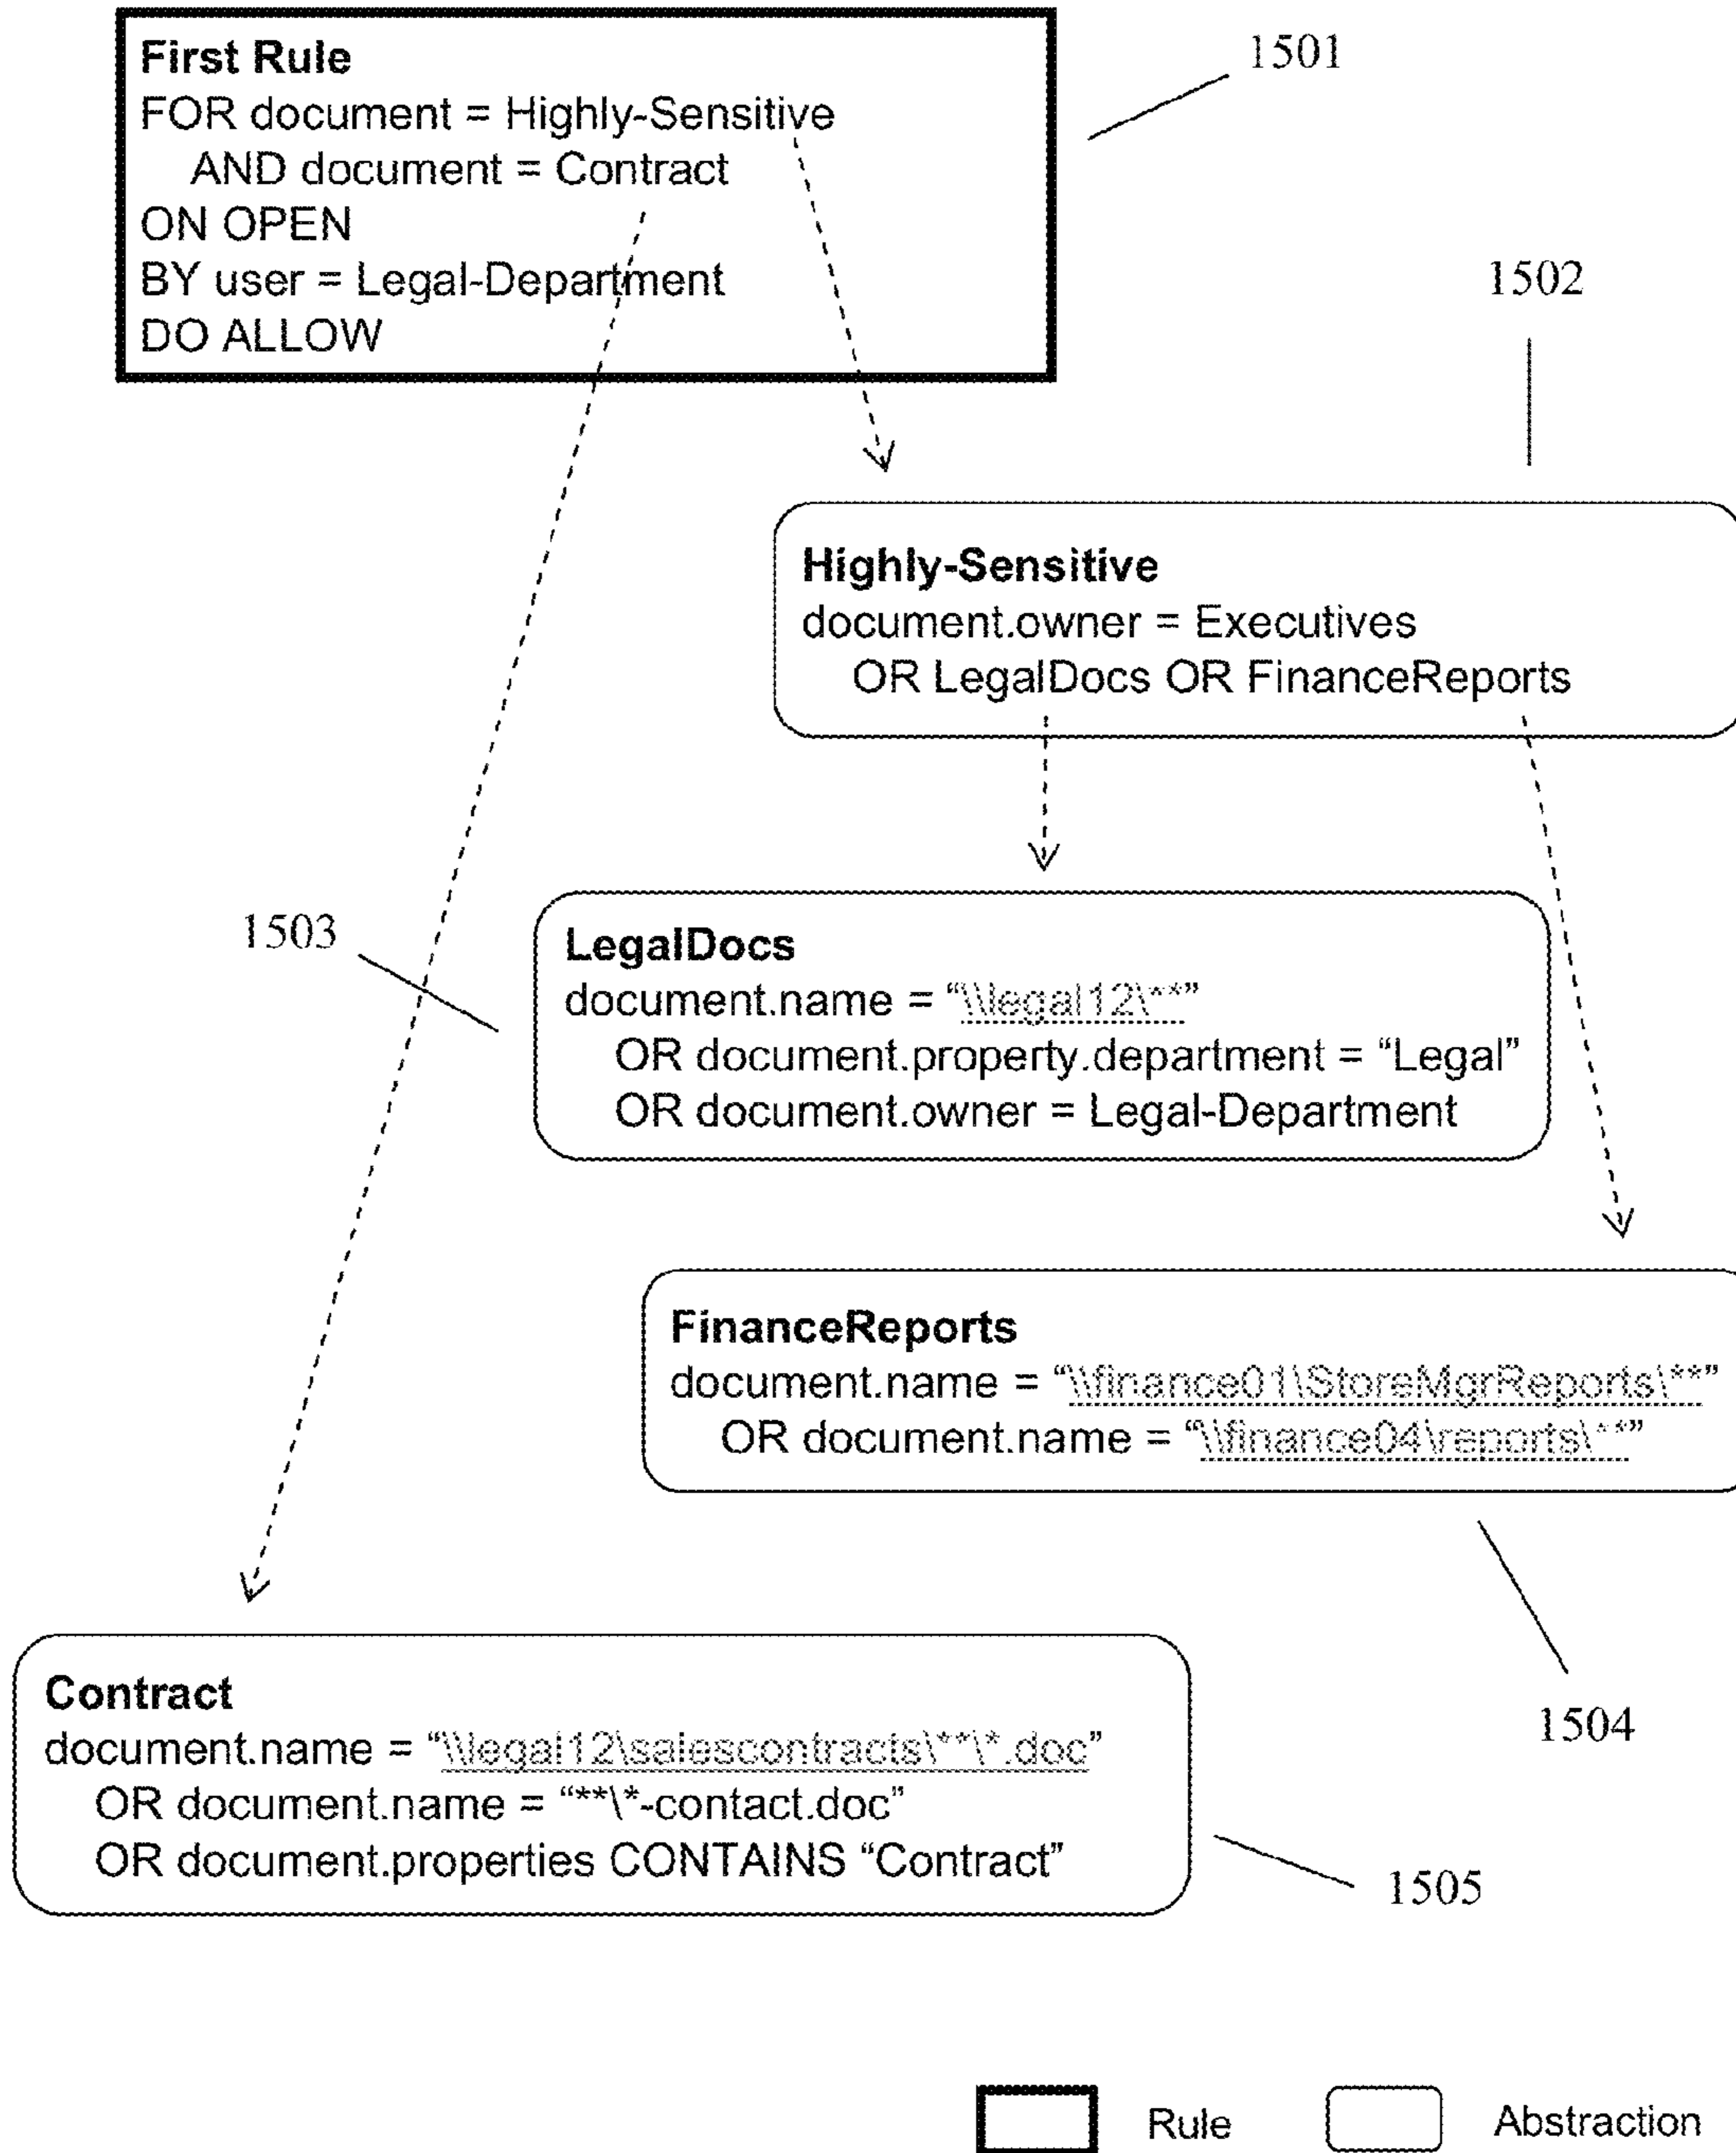 First Rule
FOR document = Highly-Sensitive
AND document = Contract
ON OPEN
BY user = Legal-Department
DO ALLOW
1501
1502
Highly-Sensitive
document.owner = Executives
OR LegalDocs OR FinanceReports
1503
LegalDocs
document.name = “\\legal12\**”
OR document.property.department = “Legal”
OR document.owner = Legal-Department
FinanceReports
document.name = “\\finance01\StoreMgrReports\**”
OR document.name = “\\finance04\reports\**”
1504
Contract
document.name = “\\legal12\salescontracts\**\*.doc”
OR document.name = “**\*-contact.doc”
OR document.properties CONTAINS “Contract”
1505
Rule
Abstraction